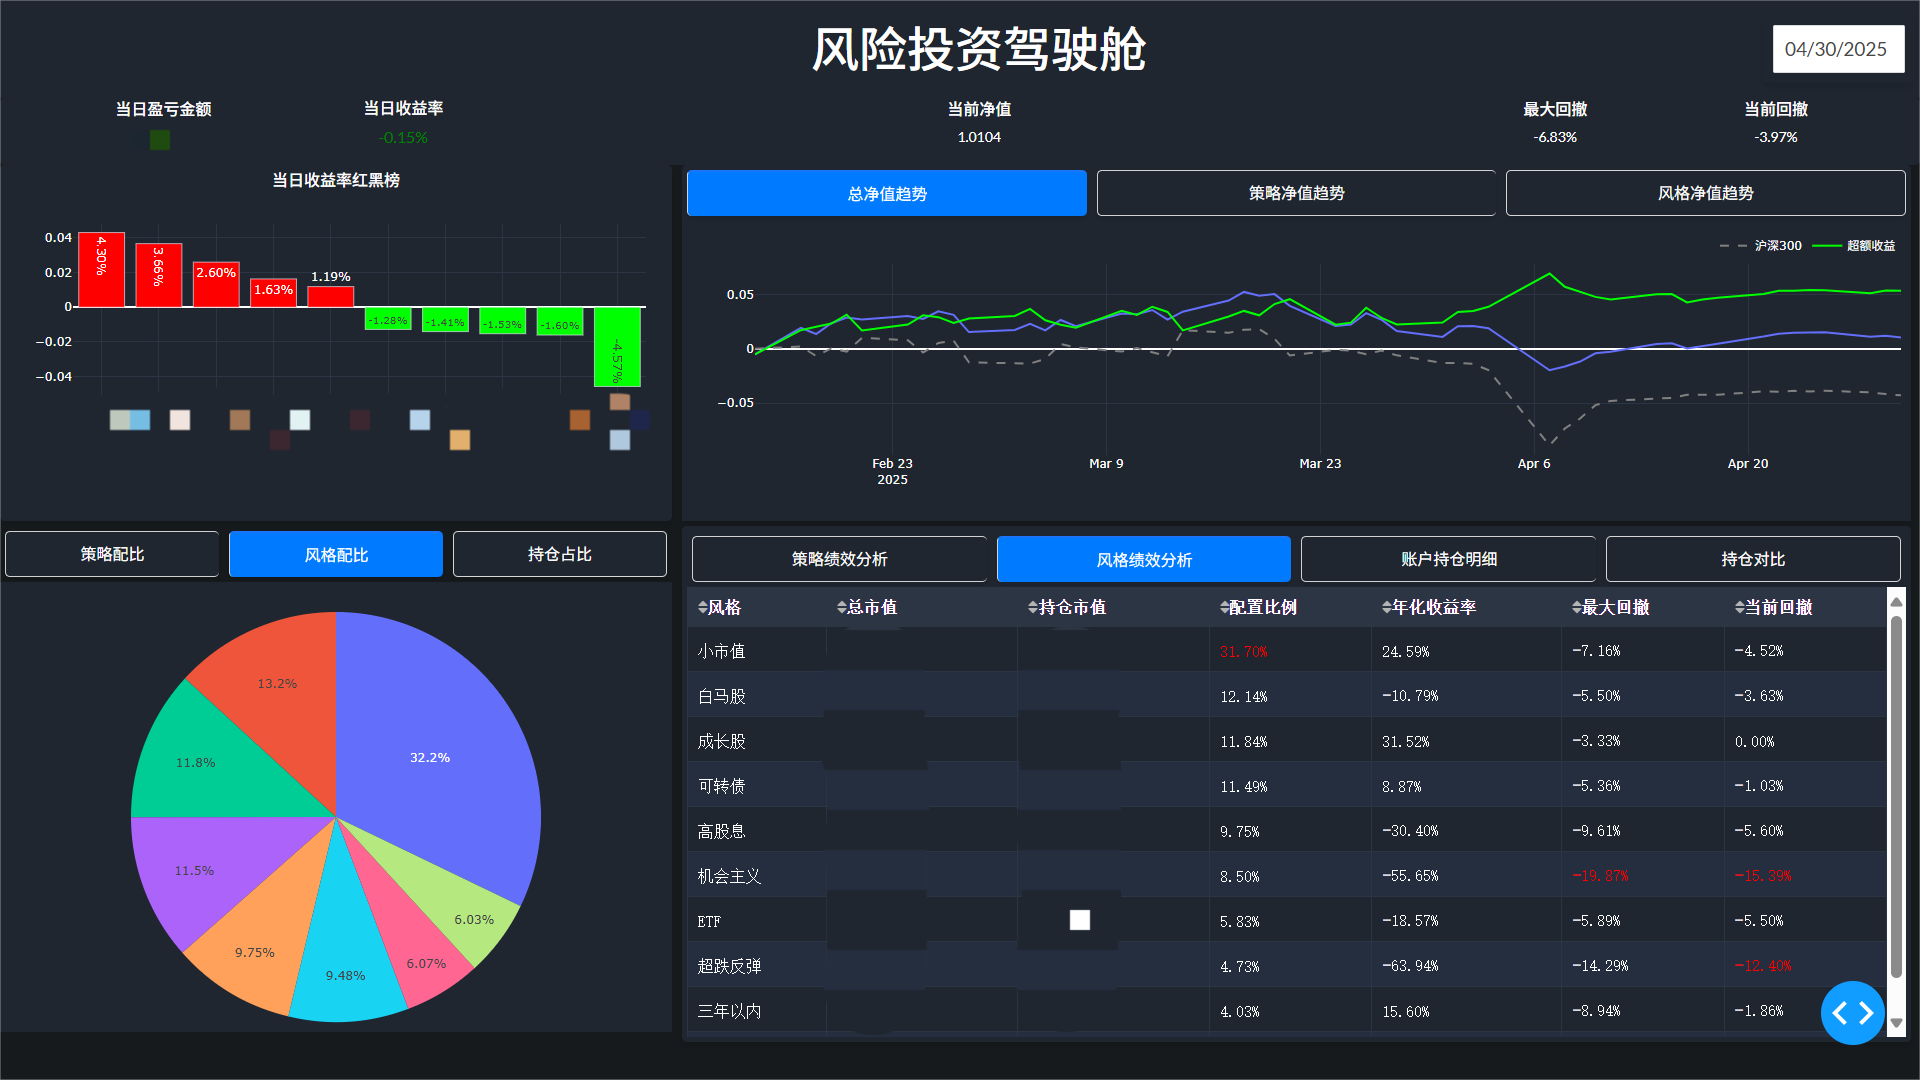 风险投资驾驶舱
04/30/2025
当日盈亏金额
当日收益率
-0.15%
当前净值
1.0104
最大回撤
-6.83%
当前回撤
-3.97%
当日收益率红黑榜
0.04
0.02
0
−0.02
−0.04
4.30%
3.66%
2.60%
1.63%
1.19%
-1.28%
-1.41%
-1.53%
-1.60%
-4.57%
总净值趋势
策略净值趋势
风格净值趋势
沪深300
超额收益
0.05
0
−0.05
Feb 23
2025
Mar 9
Mar 23
Apr 6
Apr 20
策略配比
风格配比
持仓占比
32.2%
13.2%
11.8%
11.5%
9.75%
9.48%
6.07%
6.03%
策略绩效分析
风格绩效分析
账户持仓明细
持仓对比
风格 总市值 持仓市值 配置比例 年化收益率 最大回撤 当前回撤
小市值 31.70% 24.59% -7.16% -4.52%
白马股 12.14% -10.79% -5.50% -3.63%
成长股 11.84% 31.52% -3.33% 0.00%
可转债 11.49% 8.87% -5.36% -1.03%
高股息 9.75% -30.40% -9.61% -5.60%
机会主义 8.50% -55.65% -19.87% -15.39%
ETF 5.83% -18.57% -5.89% -5.50%
超跌反弹 4.73% -63.94% -14.29% -12.40%
三年以内 4.03% 15.60% -8.94% -1.86%